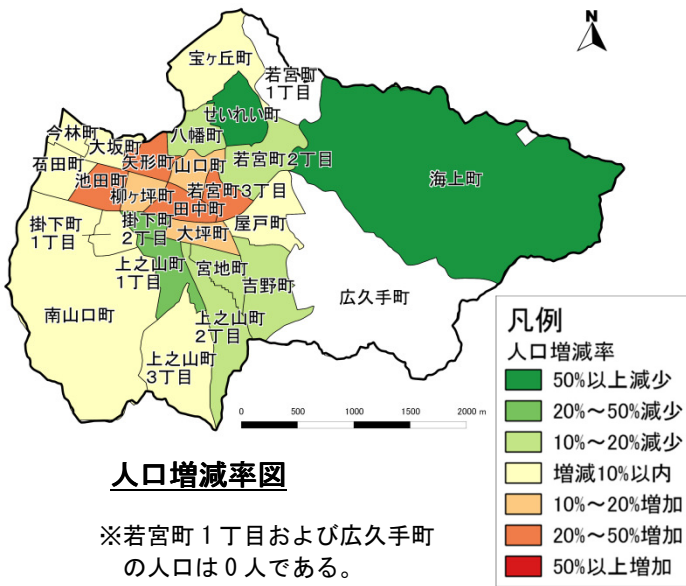 N
宝ヶ丘町
若宮町
1丁目
せいれい町
八幡町
今林町
大坂町
石田町
矢形町
山口町
若宮町2丁目
海上町
池田町
柳ヶ坪町
若宮町3丁目
田中町
掛下町
1丁目
掛下町
2丁目
大坪町
屋戸町
上之山町
1丁目
宮地町
吉野町
広久手町
南山口町
上之山町
2丁目
上之山町
3丁目
0 500 1000 1500 2000 m
凡例
人口増減率
50%以上減少
20%～50%減少
10%～20%減少
増減10%以内
10%～20%増加
20%～50%増加
50%以上増加
人口増減率図
※若宮町１丁目および広久手町
の人口は０人である。